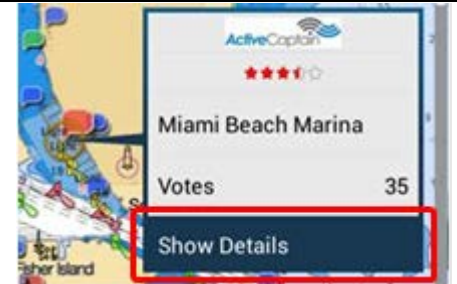 ActiveCaptain
Miami Beach Marina
Votes 35
Show Details
Fisher Island